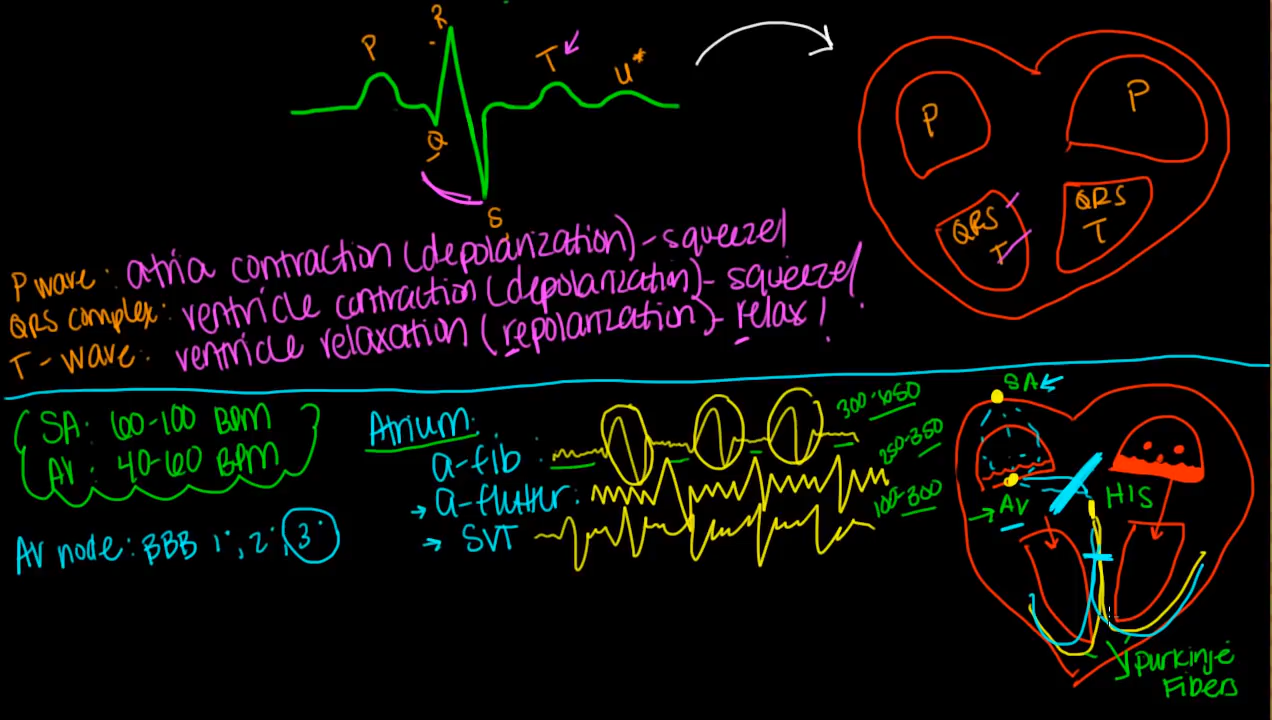 P
R
Q
S
T
U*
P
P
QRS
T
QRS
T
P wave: atria contraction (depolarization) - squeeze!
QRS complex: ventricle contraction (depolarization) - squeeze!
T-wave: ventricle relaxation (repolarization) - relax!
SA: 60-100 BPM
AV: 40-60 BPM
AV node: BBB 1°, 2°, 3°
Atrium:
a-fib: 300-650
→ a-flutter: 250-350
→ SVT 100-300
SA
→ AV
HIS
Purkinje
Fibers